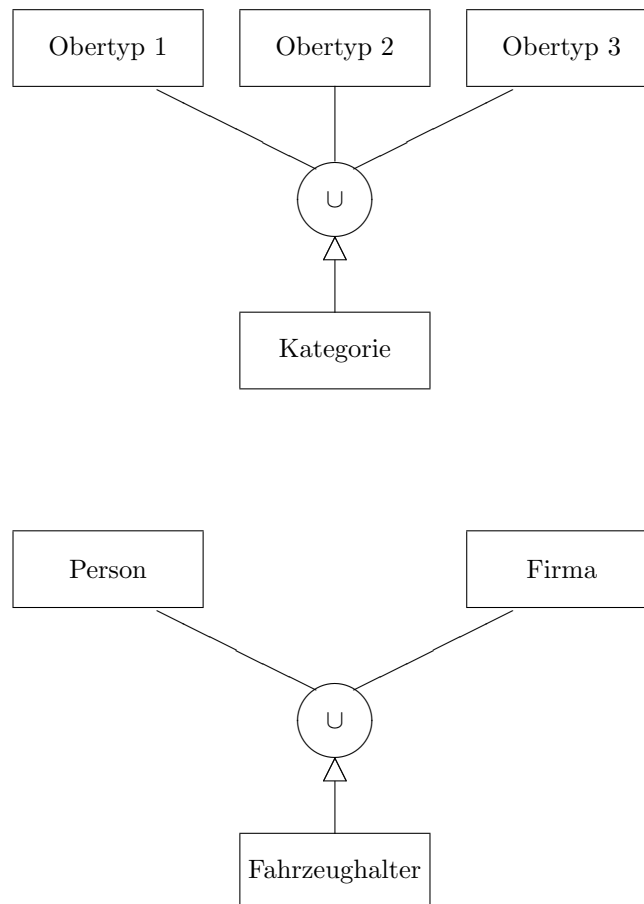 Obertyp 1 Obertyp 2 Obertyp 3
∪
Kategorie
Person Firma
∪
Fahrzeughalter